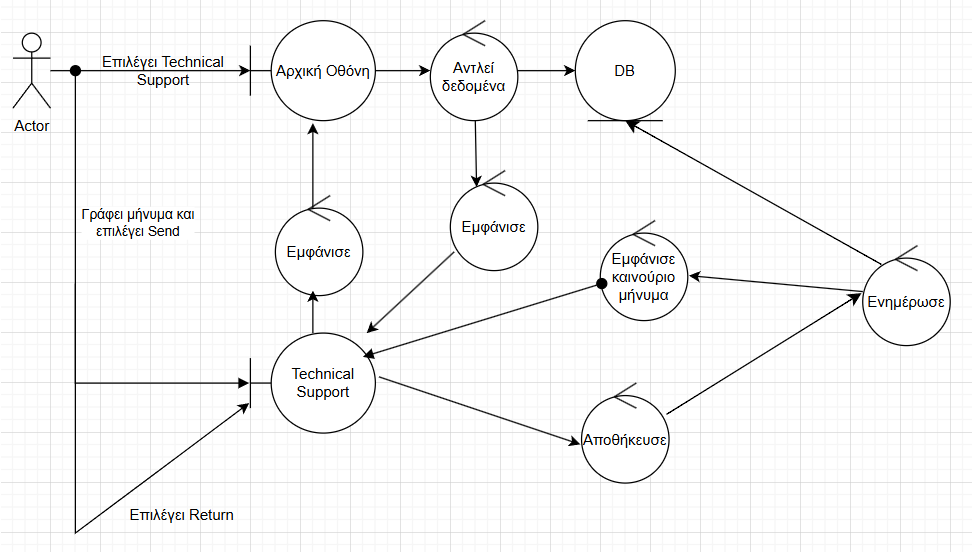 Actor
Επιλέγει Technical
Support
Αρχική Οθόνη
Αντλεί
δεδομένα
DB
Γράφει μήνυμα και
επιλέγει Send
Εμφάνισε
Εμφάνισε
Εμφάνισε
καινούριο
μήνυμα
Ενημέρωσε
Technical
Support
Αποθήκευσε
Επιλέγει Return